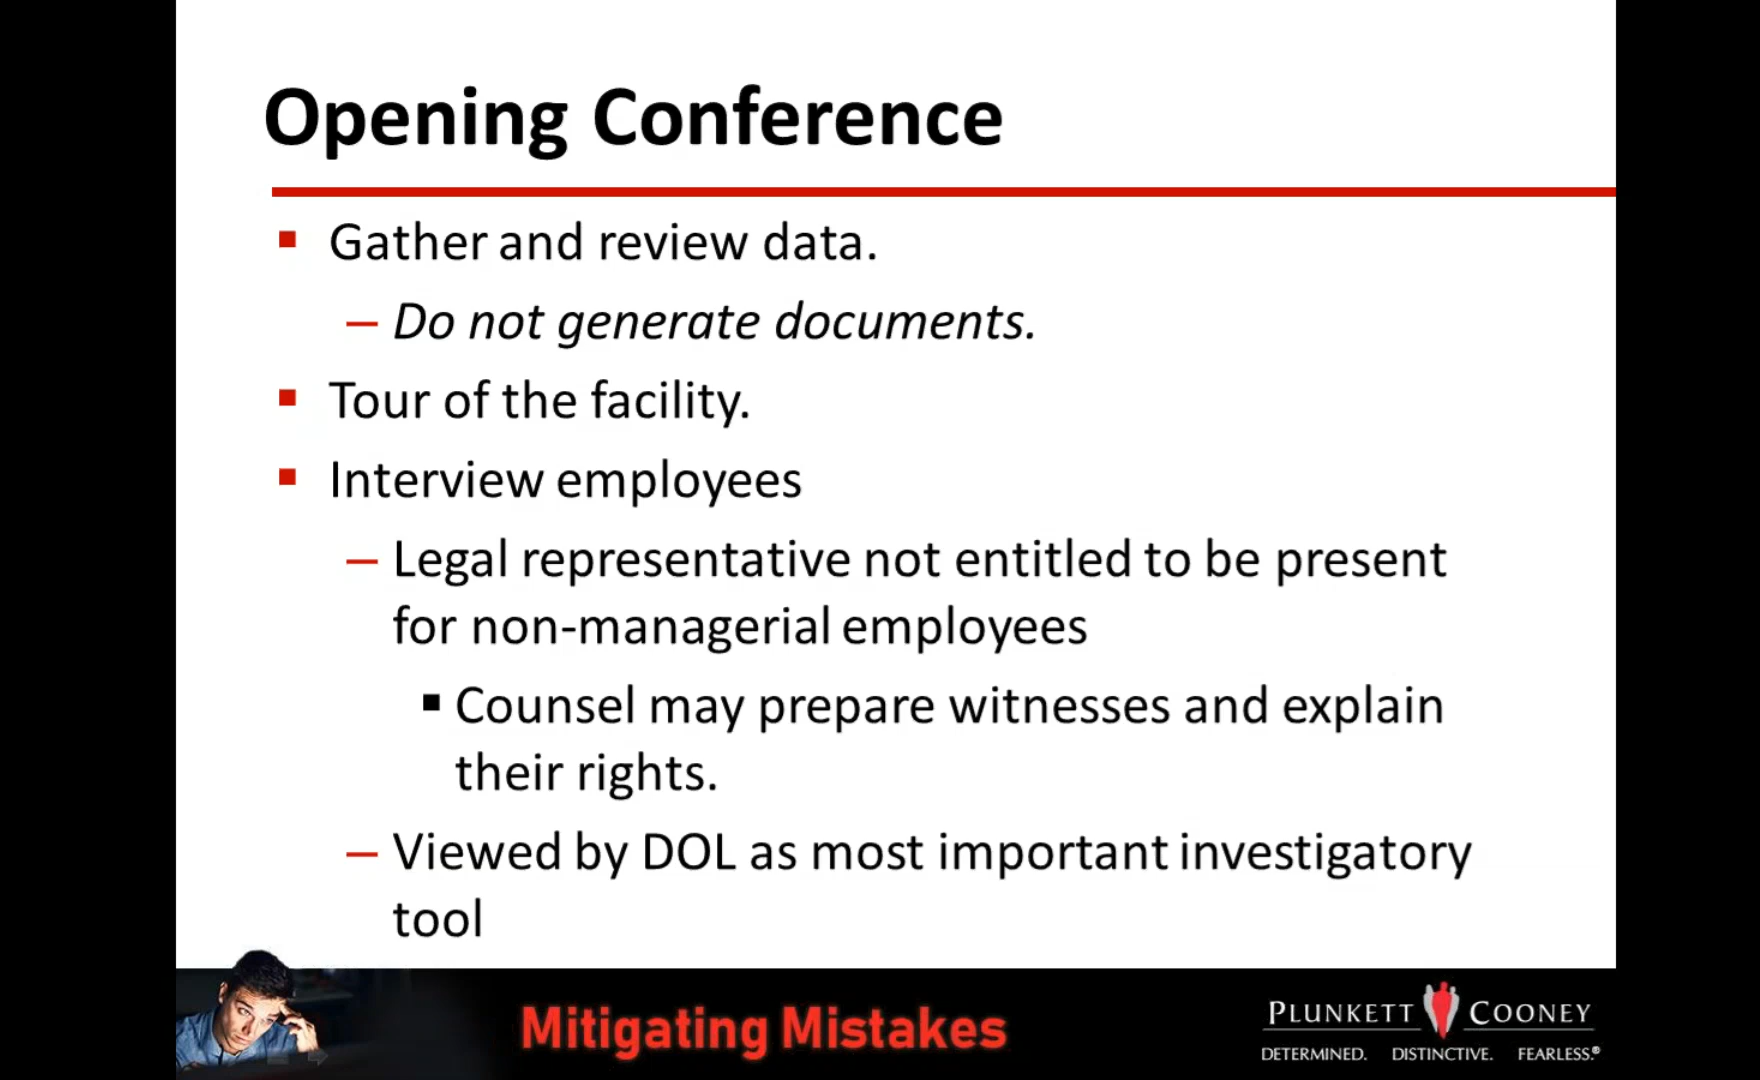 Opening Conference
▪ Gather and review data.
– Do not generate documents.
▪ Tour of the facility.
▪ Interview employees
– Legal representative not entitled to be present
for non-managerial employees
▪ Counsel may prepare witnesses and explain
their rights.
– Viewed by DOL as most important investigatory
tool
Mitigating Mistakes
PLUNKETT COONEY
DETERMINED. DISTINCTIVE. FEARLESS.®